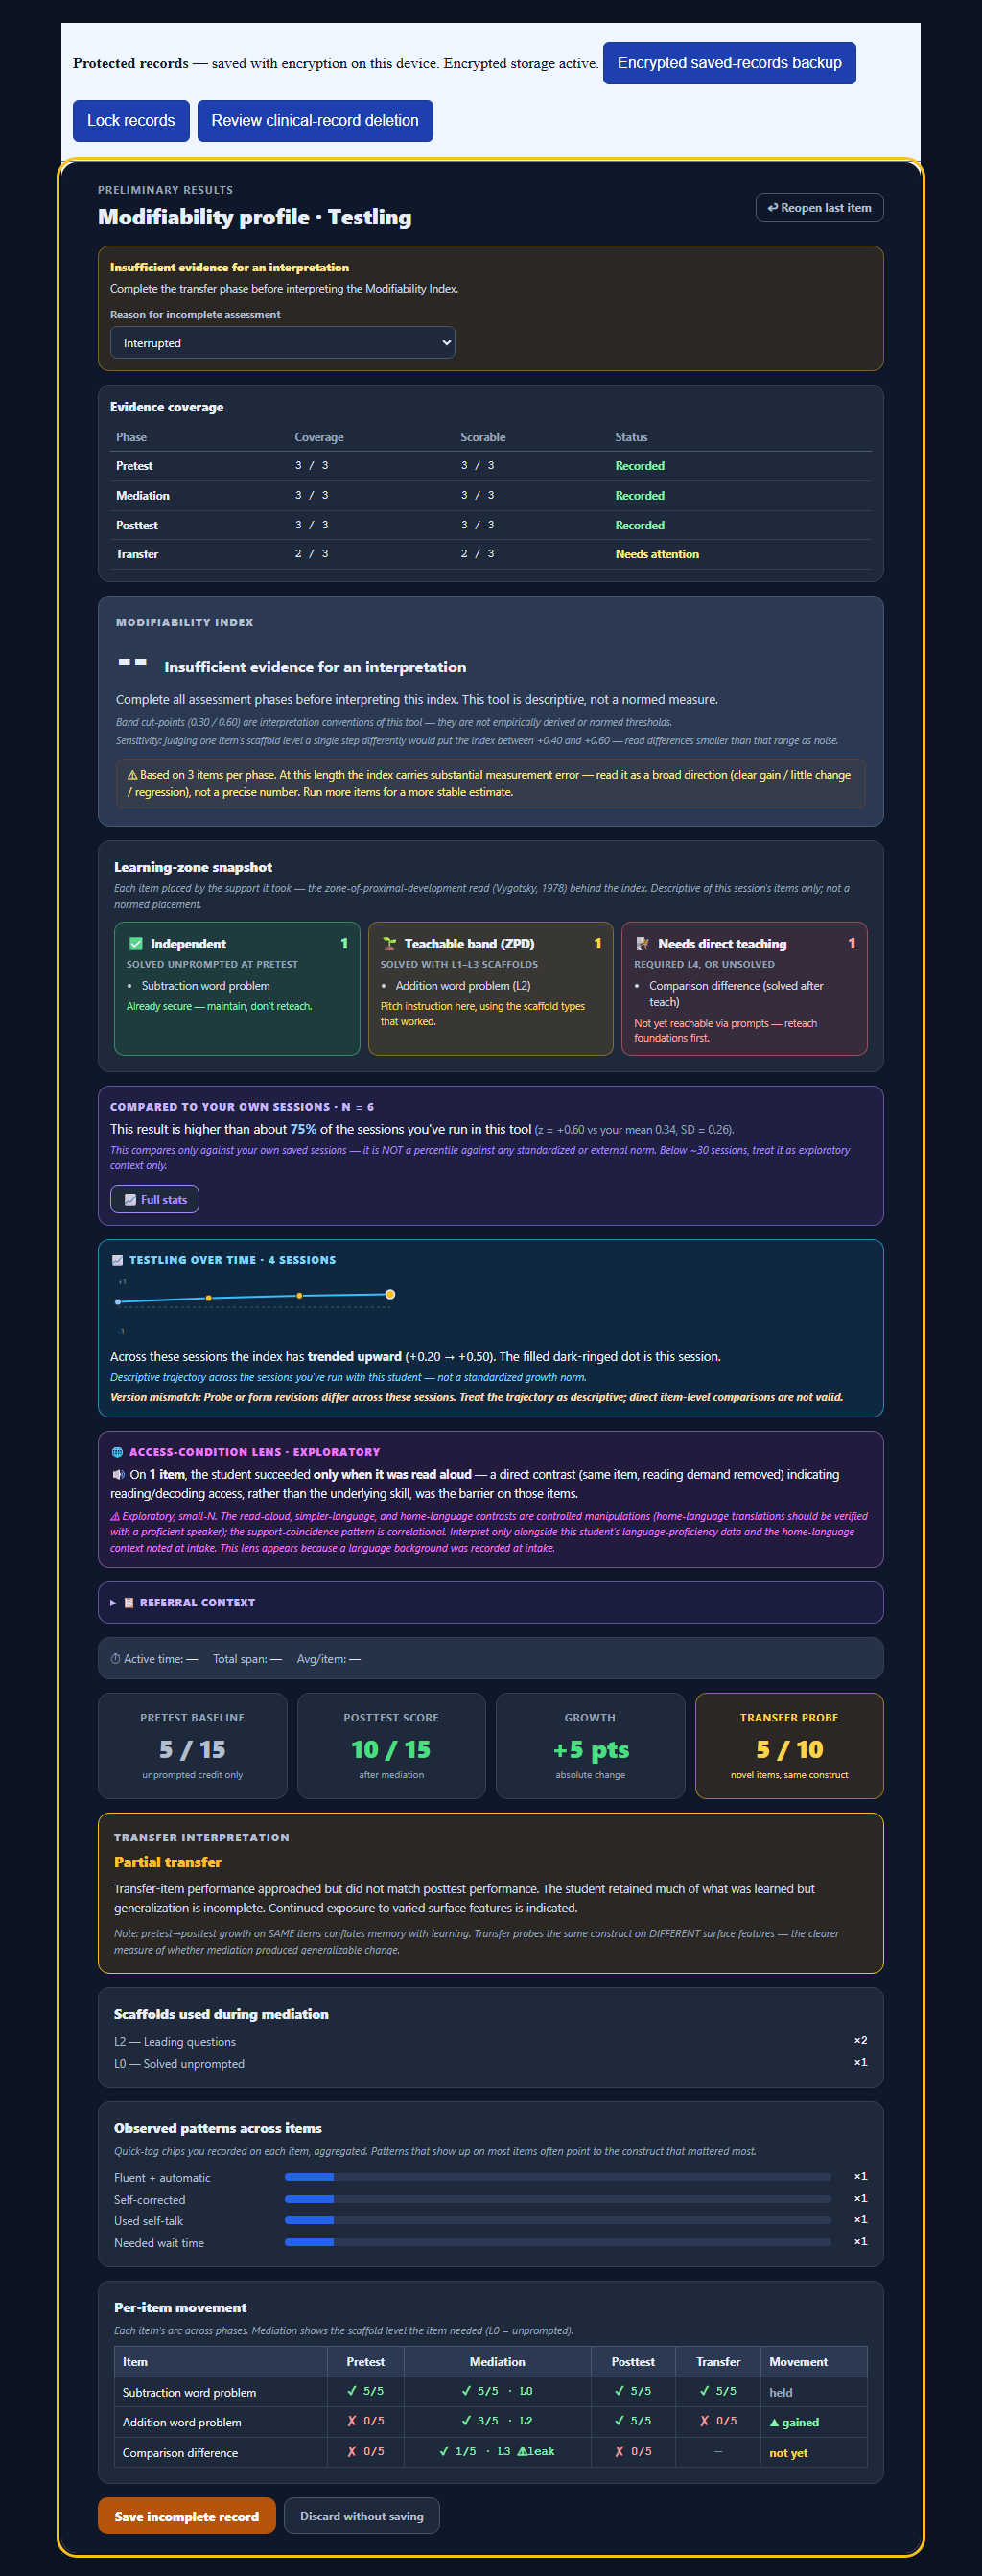 Protected records — saved with encryption on this device. Encrypted storage active. Encrypted saved-records backup
Lock records Review clinical-record deletion
PRELIMINARY RESULTS
Modifiability profile · Testling
↩ Reopen last item
Insufficient evidence for an interpretation
Complete the transfer phase before interpreting the Modifiability Index.
Reason for incomplete assessment
Interrupted
Evidence coverage
Phase Coverage Scorable Status
Pretest 3 / 3 3 / 3 Recorded
Mediation 3 / 3 3 / 3 Recorded
Posttest 3 / 3 3 / 3 Recorded
Transfer 2 / 3 2 / 3 Needs attention
MODIFIABILITY INDEX
-- Insufficient evidence for an interpretation
Complete all assessment phases before interpreting this index. This tool is descriptive, not a normed measure.
Band cut-points (0.30 / 0.60) are interpretation conventions of this tool — they are not empirically derived or normed thresholds.
Sensitivity: judging one item's scaffold level a single step differently would put the index between +0.40 and +0.60 — read differences smaller than that range as noise.
⚠ Based on 3 items per phase. At this length the index carries substantial measurement error — read it as a broad direction (clear gain / little change
/ regression), not a precise number. Run more items for a more stable estimate.
Learning-zone snapshot
Each item placed by the support it took — the zone-of-proximal-development read (Vygotsky, 1978) behind the index. Descriptive of this session's items only; not a
normed placement.
✅ Independent 1
SOLVED UNPROMPTED AT PRETEST
• Subtraction word problem
Already secure — maintain, don't reteach.
🌱 Teachable band (ZPD) 1
SOLVED WITH L1–L3 SCAFFOLDS
• Addition word problem (L2)
Pitch instruction here, using the scaffold types
that worked.
Needs direct teaching 1
REQUIRED L4, OR UNSOLVED
• Comparison difference (solved after
teach)
Not yet reachable via prompts — reteach
foundations first.
COMPARED TO YOUR OWN SESSIONS · N = 6
This result is higher than about 75% of the sessions you've run in this tool (z = +0.60 vs your mean 0.34, SD = 0.26).
This compares only against your own saved sessions — it is NOT a percentile against any standardized or external norm. Below ~30 sessions, treat it as exploratory
context only.
📈 Full stats
📈 TESTLING OVER TIME · 4 SESSIONS
+1
-1
Across these sessions the index has trended upward (+0.20 → +0.50). The filled dark-ringed dot is this session.
Descriptive trajectory across the sessions you've run with this student — not a standardized growth norm.
Version mismatch: Probe or form revisions differ across these sessions. Treat the trajectory as descriptive; direct item-level comparisons are not valid.
🌐 ACCESS-CONDITION LENS · EXPLORATORY
🔊 On 1 item, the student succeeded only when it was read aloud — a direct contrast (same item, reading demand removed) indicating
reading/decoding access, rather than the underlying skill, was the barrier on those items.
⚠ Exploratory, small-N. The read-aloud, simpler-language, and home-language contrasts are controlled manipulations (home-language translations should be verified
with a proficient speaker); the support-coincidence pattern is correlational. Interpret only alongside this student's language-proficiency data and the home-language
context noted at intake. This lens appears because a language background was recorded at intake.
▸ 📋 REFERRAL CONTEXT
⏱ Active time: — Total span: — Avg/item: —
PRETEST BASELINE
5 / 15
unprompted credit only
POSTTEST SCORE
10 / 15
after mediation
GROWTH
+5 pts
absolute change
TRANSFER PROBE
5 / 10
novel items, same construct
TRANSFER INTERPRETATION
Partial transfer
Transfer-item performance approached but did not match posttest performance. The student retained much of what was learned but
generalization is incomplete. Continued exposure to varied surface features is indicated.
Note: pretest→posttest growth on SAME items conflates memory with learning. Transfer probes the same construct on DIFFERENT surface features — the clearer
measure of whether mediation produced generalizable change.
Scaffolds used during mediation
L2 — Leading questions ×2
L0 — Solved unprompted ×1
Observed patterns across items
Quick-tag chips you recorded on each item, aggregated. Patterns that show up on most items often point to the construct that mattered most.
Fluent + automatic ×1
Self-corrected ×1
Used self-talk ×1
Needed wait time ×1
Per-item movement
Each item's arc across phases. Mediation shows the scaffold level the item needed (L0 = unprompted).
Item Pretest Mediation Posttest Transfer Movement
Subtraction word problem ✓ 5/5 ✓ 5/5 · L0 ✓ 5/5 ✓ 5/5 held
Addition word problem ✗ 0/5 ✓ 3/5 · L2 ✓ 5/5 ✗ 0/5 ▲ gained
Comparison difference ✗ 0/5 ✓ 1/5 · L3 ⚠leak ✗ 0/5 — not yet
Save incomplete record Discard without saving